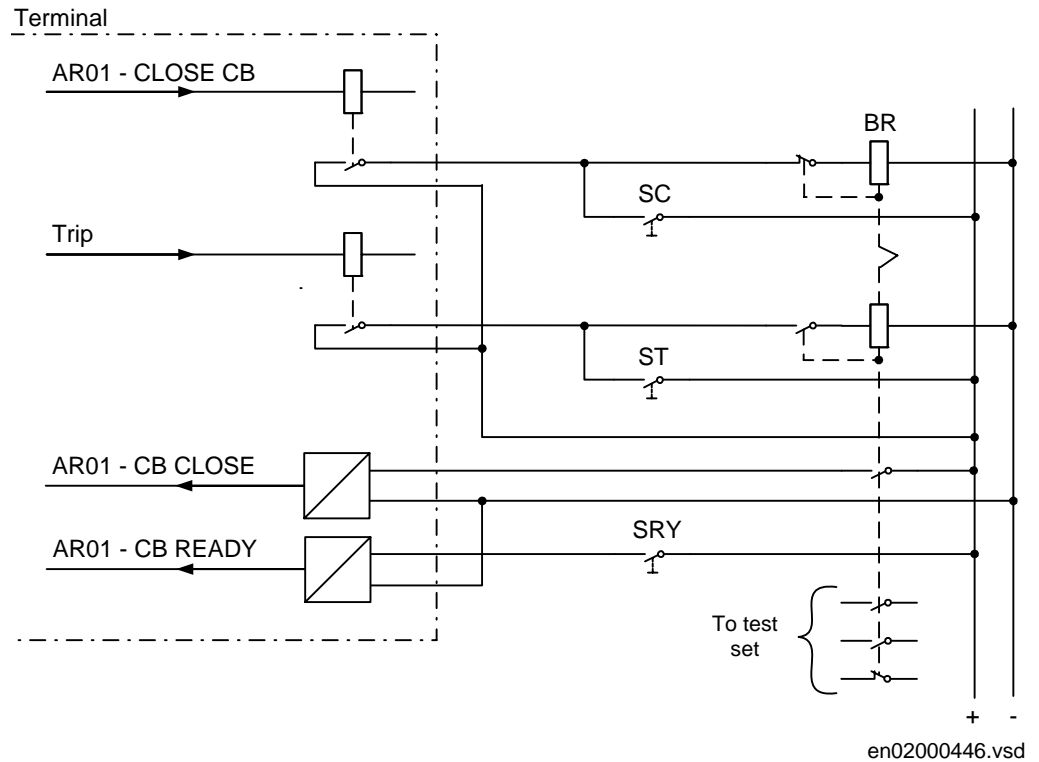 Terminal
AR01 - CLOSE CB
BR
SC
Trip
ST
AR01 - CB CLOSE
SRY
AR01 - CB READY
To test
set
+ -
en02000446.vsd